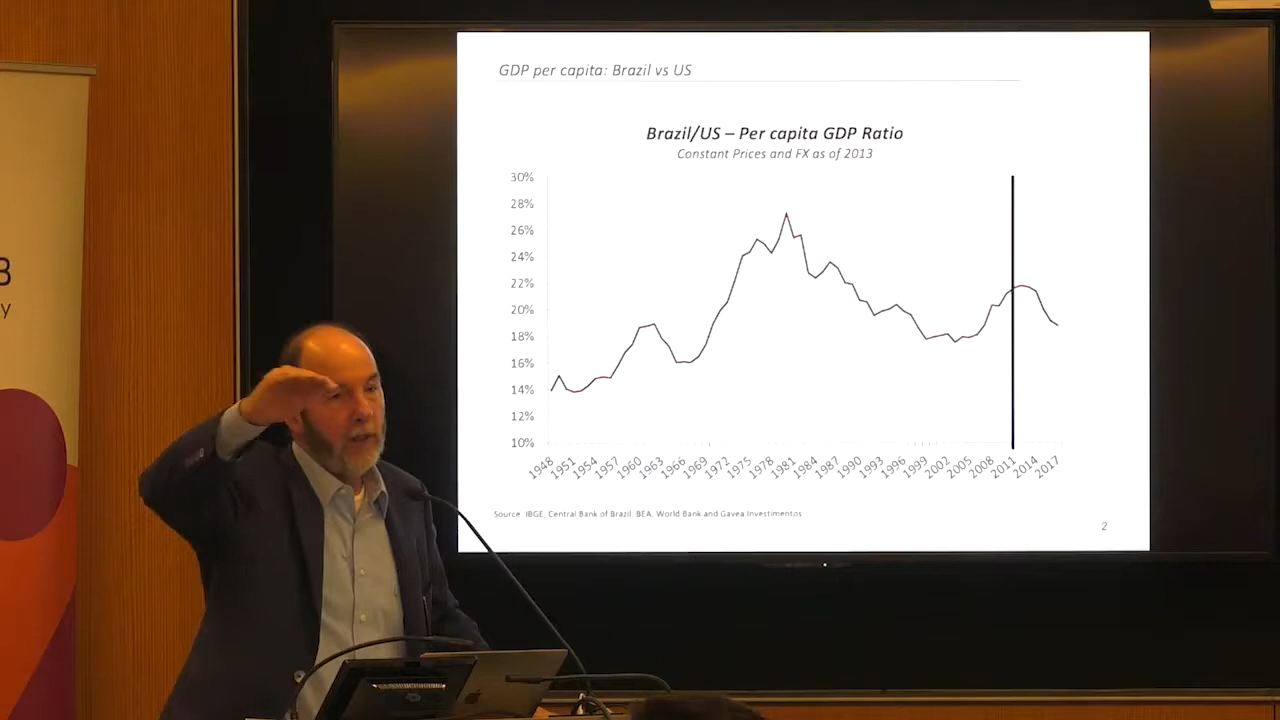 GDP per capita: Brazil vs US
Brazil/US – Per capita GDP Ratio
Constant Prices and FX as of 2013
30%
28%
26%
24%
22%
20%
18%
16%
14%
12%
10%
1948 1951 1954 1957 1960 1963 1966 1969 1972 1975 1978 1981 1984 1987 1990 1993 1996 1999 2002 2005 2008 2011 2014 2017
Source IBGE, Central Bank of Brazil, BEA, World Bank and Gavea Investimentos
2